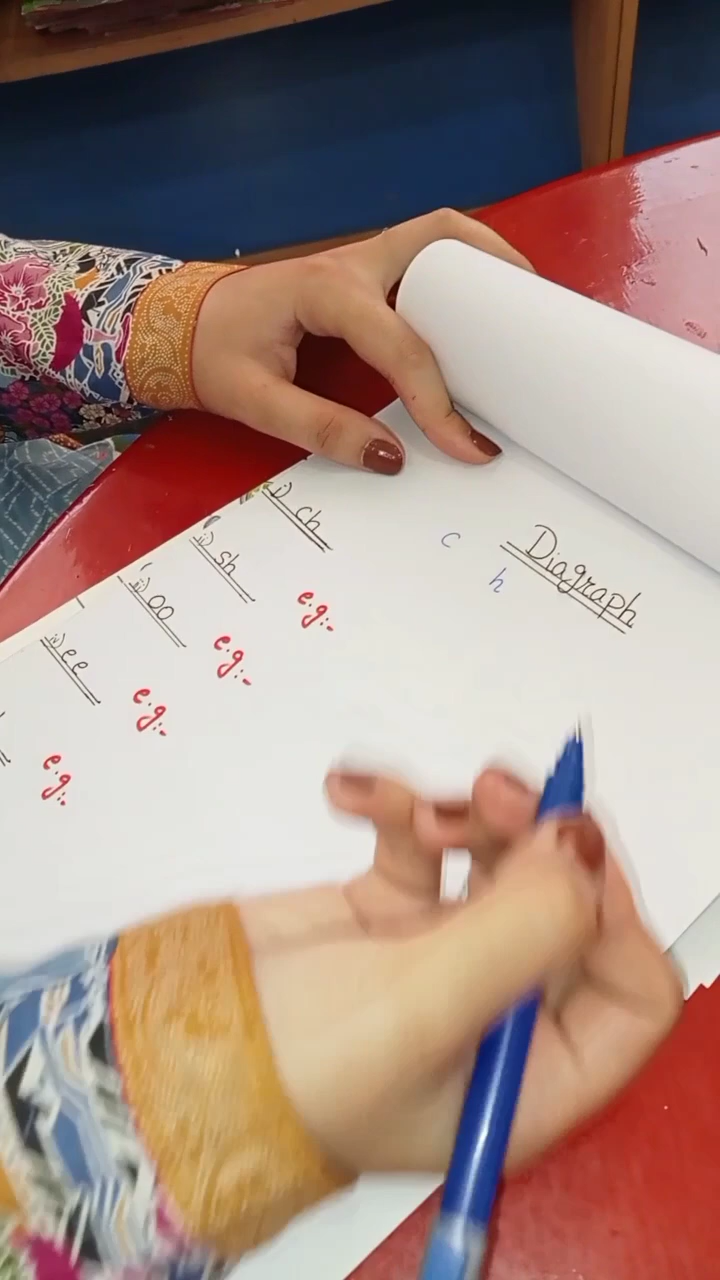 Diagraph
c h
i) ch
e.g:-
ii) sh
e.g:-
iii) oo
e.g:-
iv) ee
e.g:-